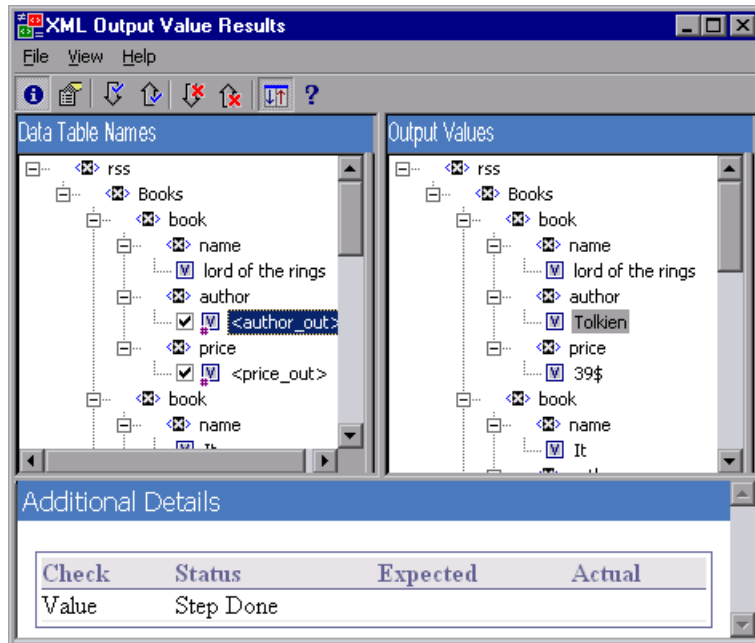 XML Output Value Results
File View Help
Data Table Names
rss
Books
book
name
lord of the rings
author
<author_out>
price
<price_out>
book
name
It
Output Values
rss
Books
book
name
lord of the rings
author
Tolkien
price
39$
book
name
It
Additional Details
Check Status Expected Actual
Value Step Done